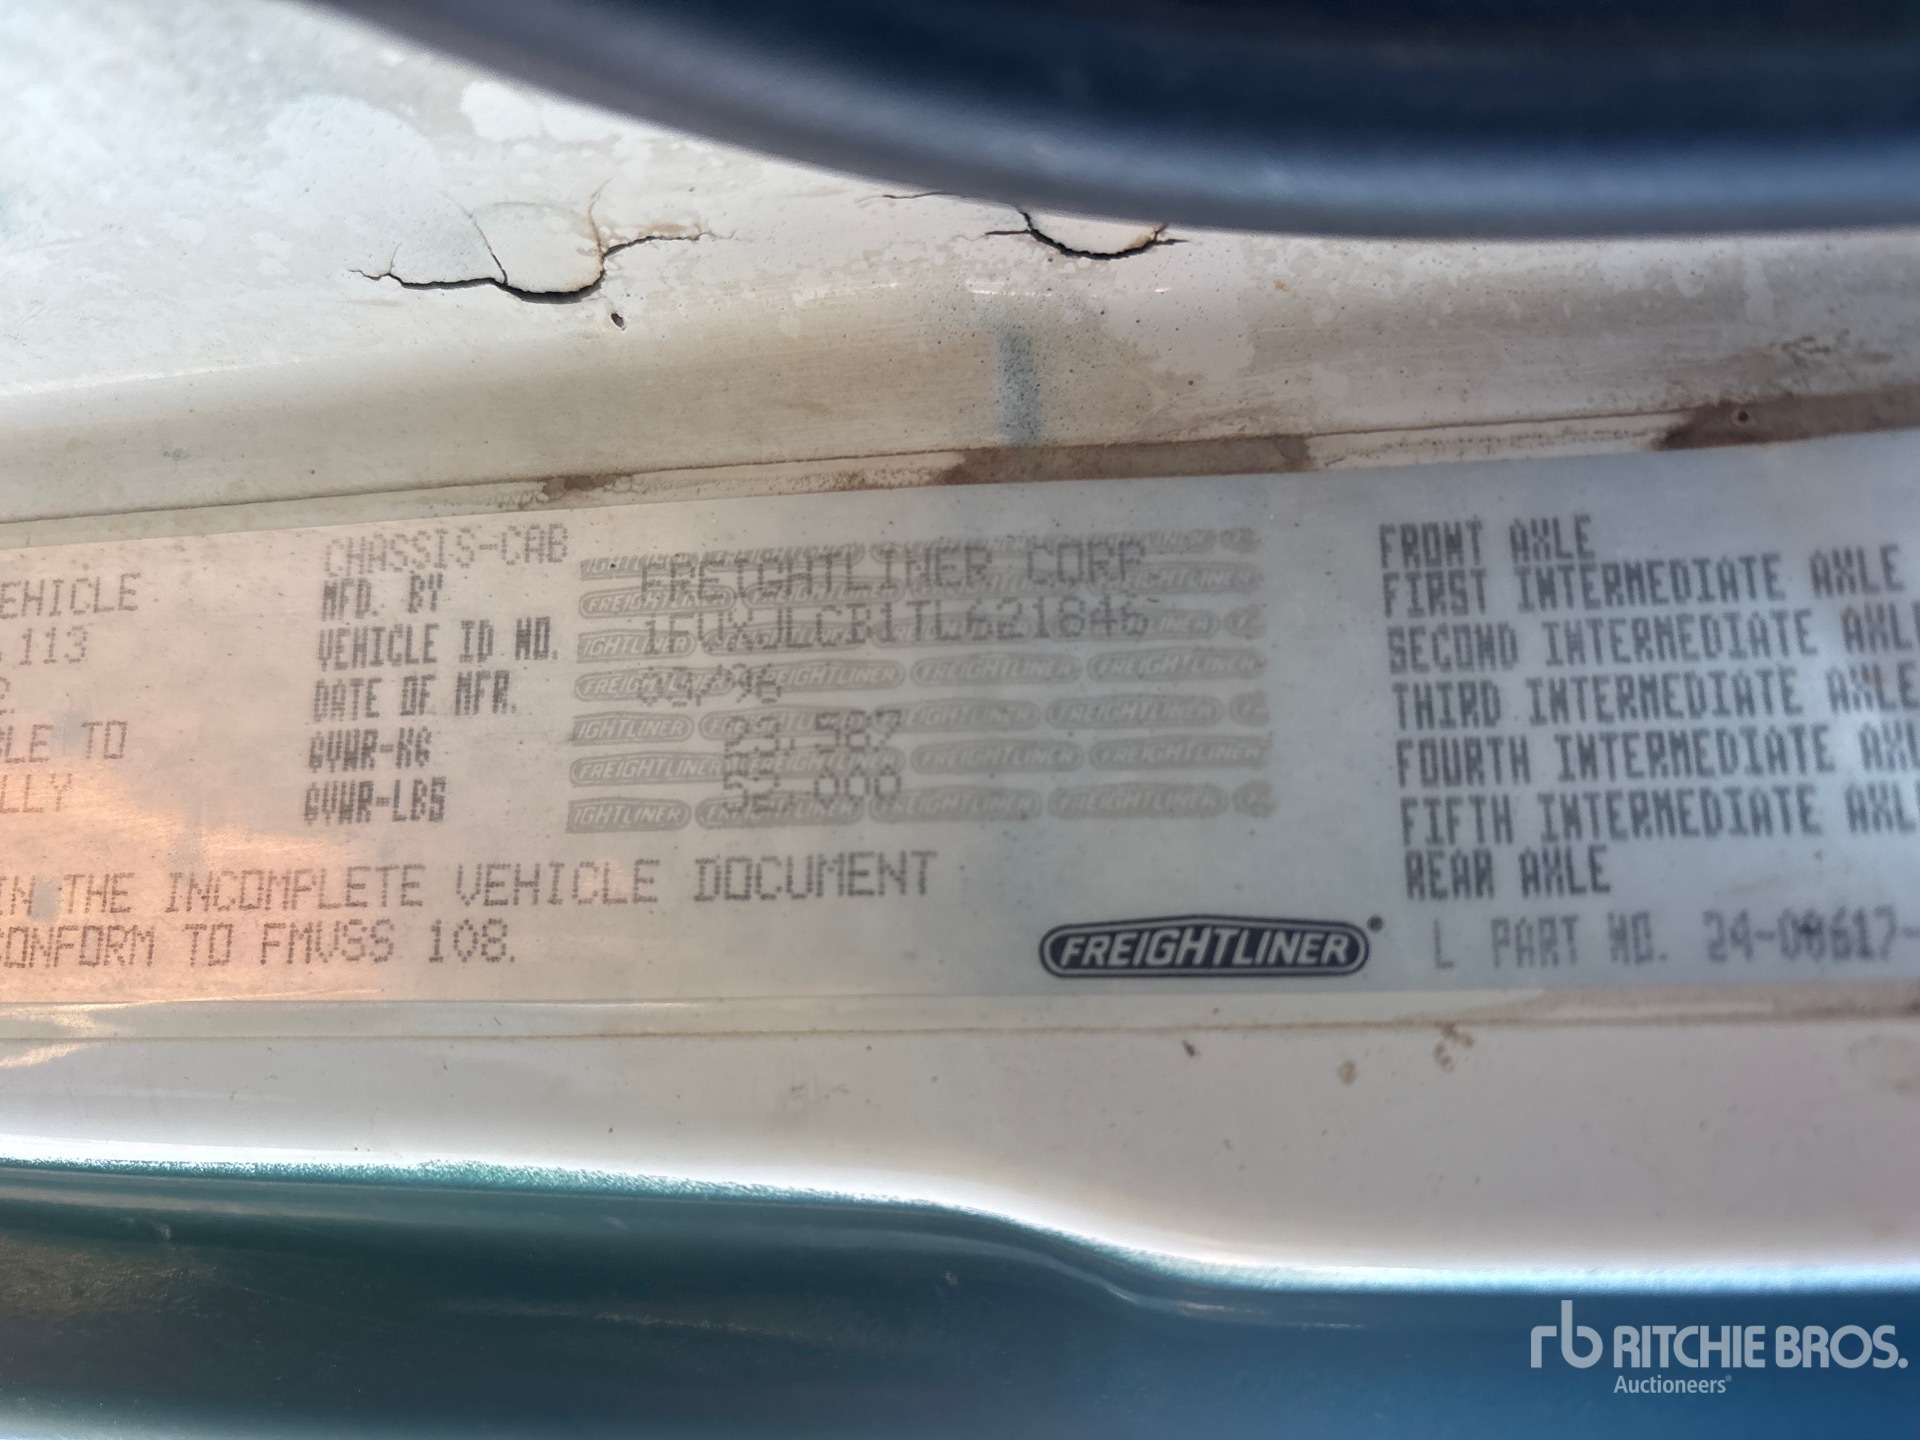 EHICLE
113
LE TO
LLY
CHASSIS-CAB
MFD. BY FREIGHTLINER CORP
VEHICLE ID NO.
DATE OF MFR.
GVWR-KG 23,587
GVWR-LBS 52,000
IN THE INCOMPLETE VEHICLE DOCUMENT
CONFORM TO FMVSS 108.
FREIGHTLINER®
FRONT AXLE
FIRST INTERMEDIATE AXLE
SECOND INTERMEDIATE AXLE
THIRD INTERMEDIATE AXLE
FOURTH INTERMEDIATE AXL
FIFTH INTERMEDIATE AXL
REAR AXLE
L PART NO. 24-00617-
rb RITCHIE BROS.
Auctioneers®